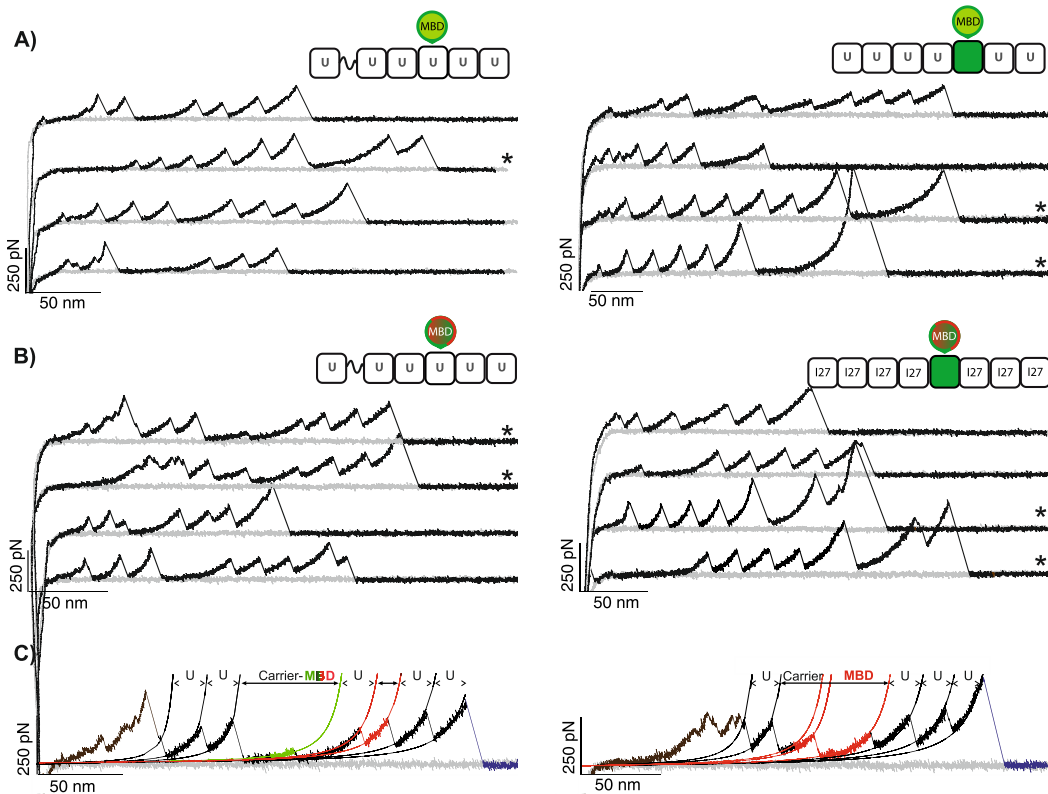 A)
MBD
U U U U U U
MBD
U U U U U U
*
*
*
250 pN
50 nm
250 pN
50 nm
B)
MBD
U U U U U U
MBD
I27 I27 I27 I27 I27 I27 I27
*
*
*
*
250 pN
50 nm
250 pN
50 nm
C)
U U Carrier-MBD U U U
U Carrier MBD U U U
250 pN
50 nm
250 pN
50 nm